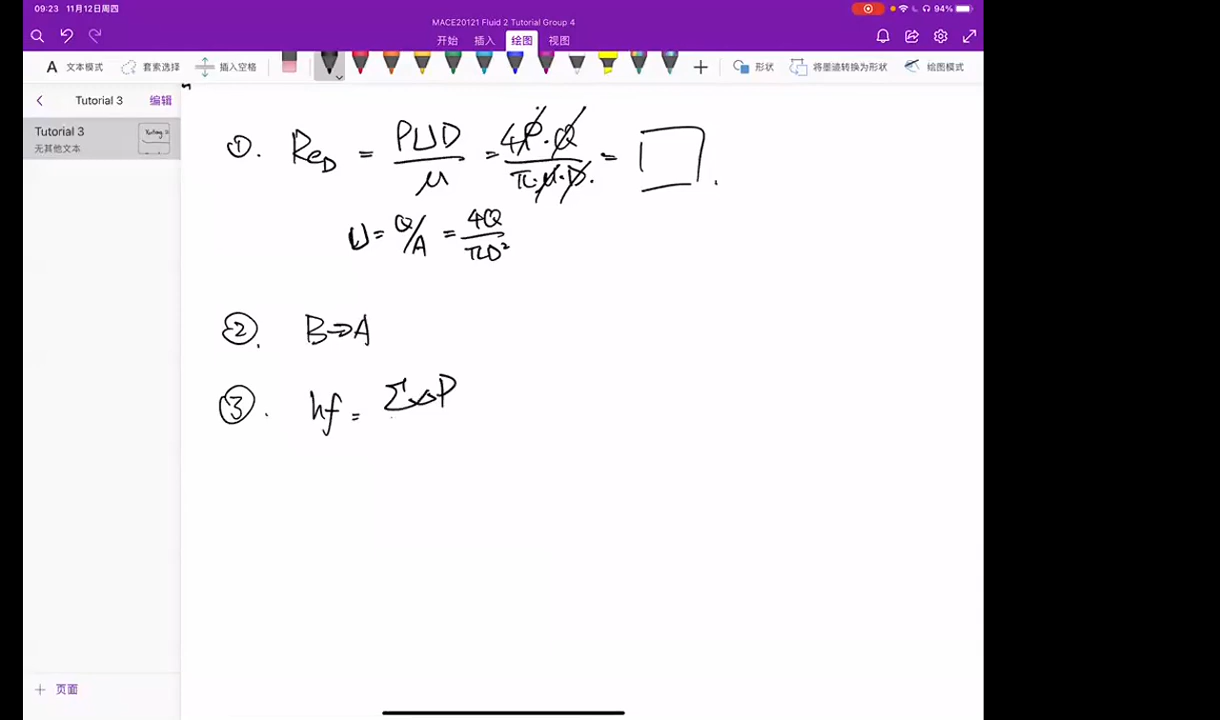 09:23 11月12日周四
94%
MACE20121 Fluid 2 Tutorial Group 4
开始 插入 绘图 视图
文本模式 套索选择 插入空格 形状 将墨迹转换为形状 绘图模式
Tutorial 3 编辑
Tutorial 3
无其他文本
①. Re_D = ρUD/μ = 4ρ·Q/π·μ·D. = □.
U = Q/A = 4Q/πD²
②. B⇒A
③. hf = ΣΔP
+ 页面